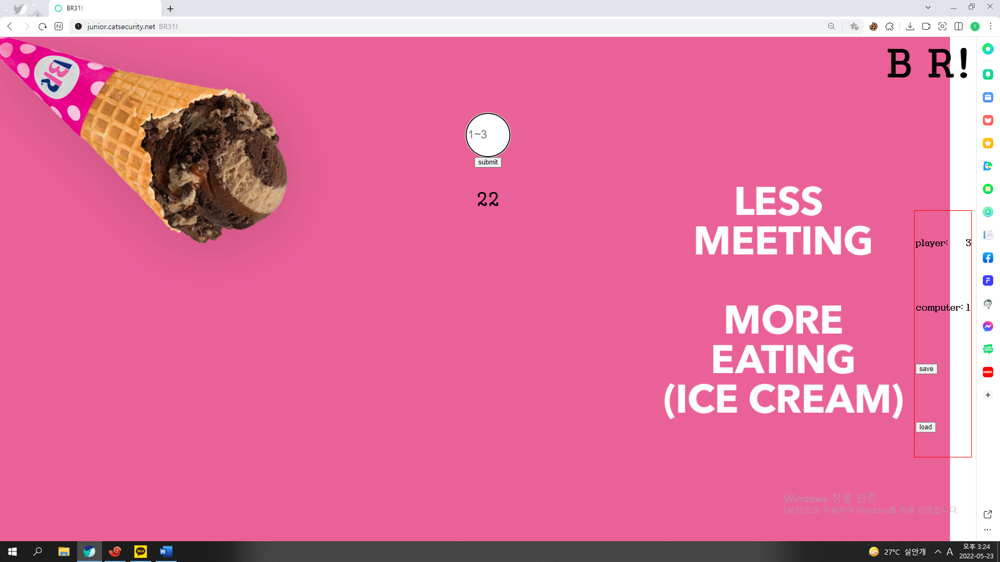 BR31!
junior.catsecurity.net BR31!
T
BR
B R!
1~3
submit
22
LESS
MEETING
MORE
EATING
(ICE CREAM)
player: 3
computer: 1
save
load
Windows 정품 인증
[설정]으로 이동하여 Windows를 정품 인증합니다.
NOW.
TALK
27°C 실안개
A
오후 3:24
2022-05-23